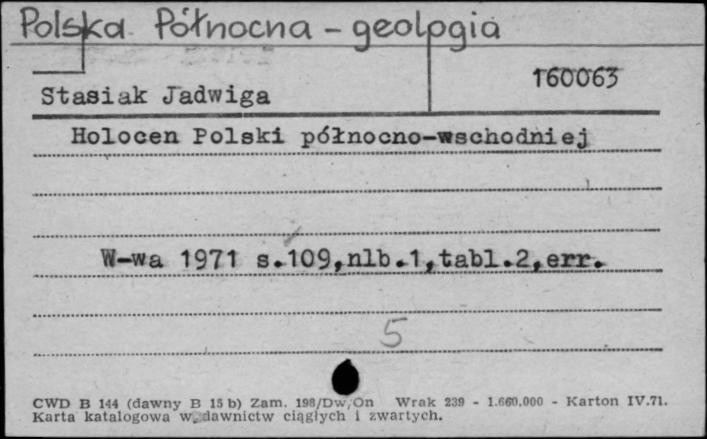 Polska Północna - geologia
160063
Stasiak Jadwiga
Holocen Polski północno-wschodniej
W-wa 1971 s.109,nlb.1,tabl.2,err.
5
CWD B 144 (dawny B 15 b) Zam. 198/Dw/On Wrak 239 - 1.660.000 - Karton IV.71.
Karta katalogowa wydawnictw ciągłych i zwartych.